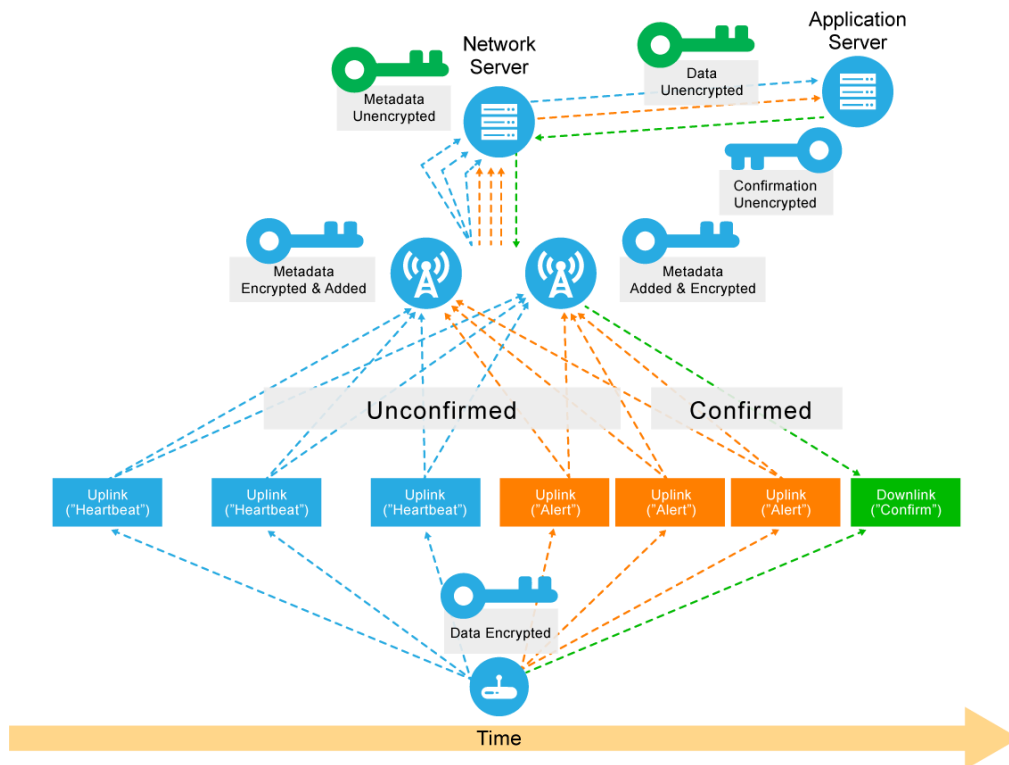 Application
Server
Network
Server
Data
Unencrypted
Metadada
Unencrypted
Confirmation
Unencrypted
Metadata
Encrypted & Added
Metadata
Added & Encrypted
Unconfirmed
Confirmed
Uplink
("Heartbeat")
Uplink
("Heartbeat")
Uplink
("Heartbeat")
Uplink
("Alert")
Uplink
("Alert")
Uplink
("Alert")
Downlink
("Confirm")
Data Encrypted
Time